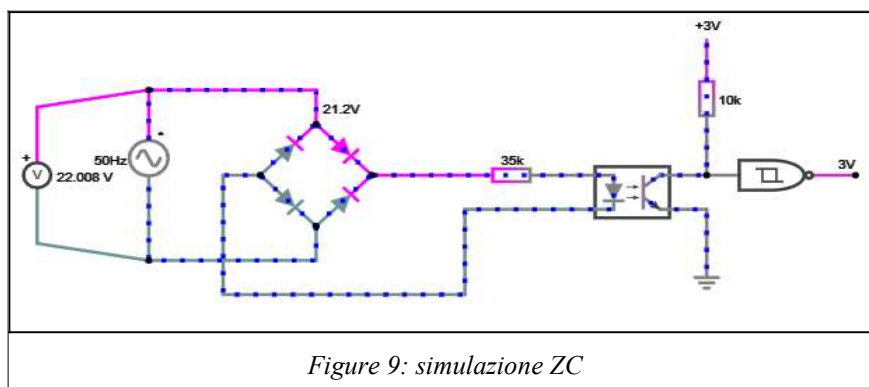 +3V
21.2V
10k
+
-
50Hz
V
22.008 V
35k
3V
Figure 9: simulazione ZC